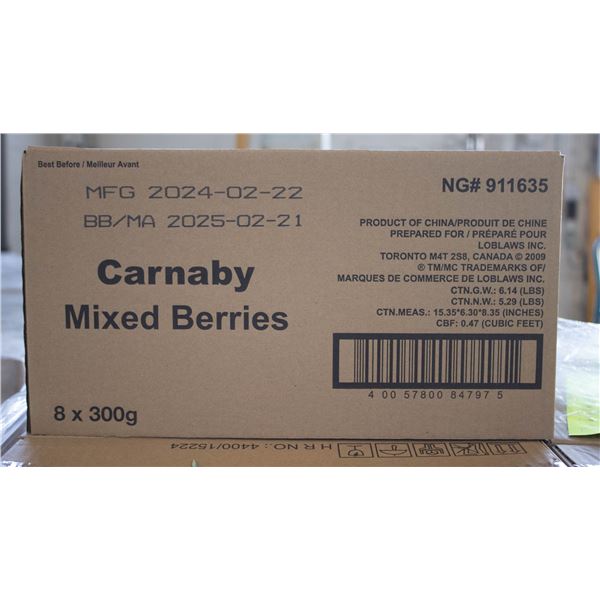 Best Before / Meilleur Avant
MFG 2024-02-22
BB/MA 2025-02-21
Carnaby
Mixed Berries
8 x 300g
NG# 911635
PRODUCT OF CHINA/PRODUIT DE CHINE
PREPARED FOR / PRÉPARÉ POUR
LOBLAWS INC.
TORONTO M4T 2S8, CANADA © 2009
® TM/MC TRADEMARKS OF/
MARQUES DE COMMERCE DE LOBLAWS INC.
CTN.G.W.: 6.14 (LBS)
CTN.N.W.: 5.29 (LBS)
CTN.MEAS.: 15.35*6.30*8.35 (INCHES)
CBF: 0.47 (CUBIC FEET)
4 00 57800 84797 5
H R NO.: 4400/15224